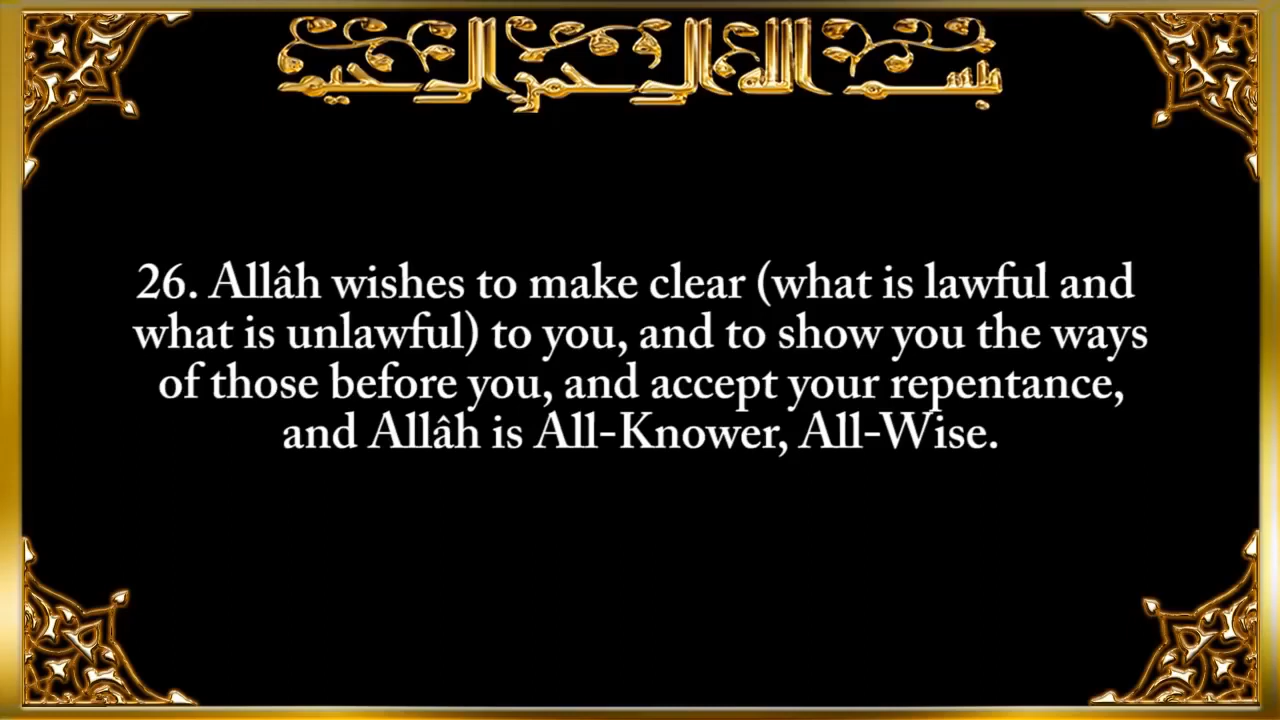 بسم الله الرحمن الرحيم
26. Allâh wishes to make clear (what is lawful and
what is unlawful) to you, and to show you the ways
of those before you, and accept your repentance,
and Allâh is All-Knower, All-Wise.